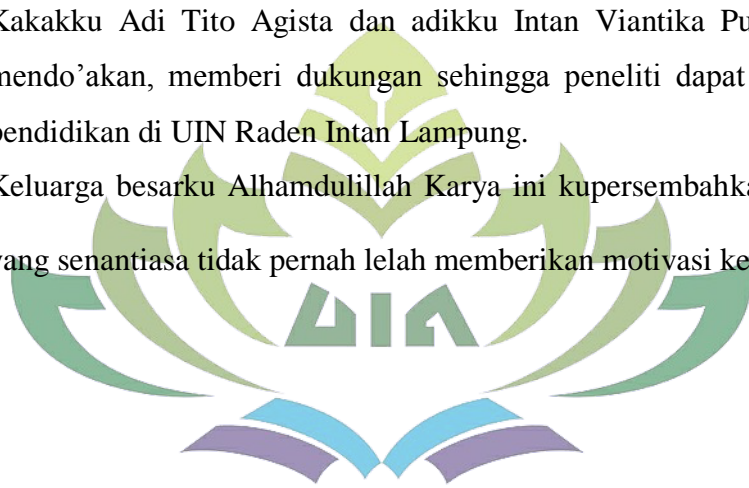 Kakakku Adi Tito Agista dan adikku Intan Viantika Pu
mendo’akan, memberi dukungan sehingga peneliti dapat
pendidikan di UIN Raden Intan Lampung.
Keluarga besarku Alhamdulillah Karya ini kupersembahka
yang senantiasa tidak pernah lelah memberikan motivasi ke
UIN